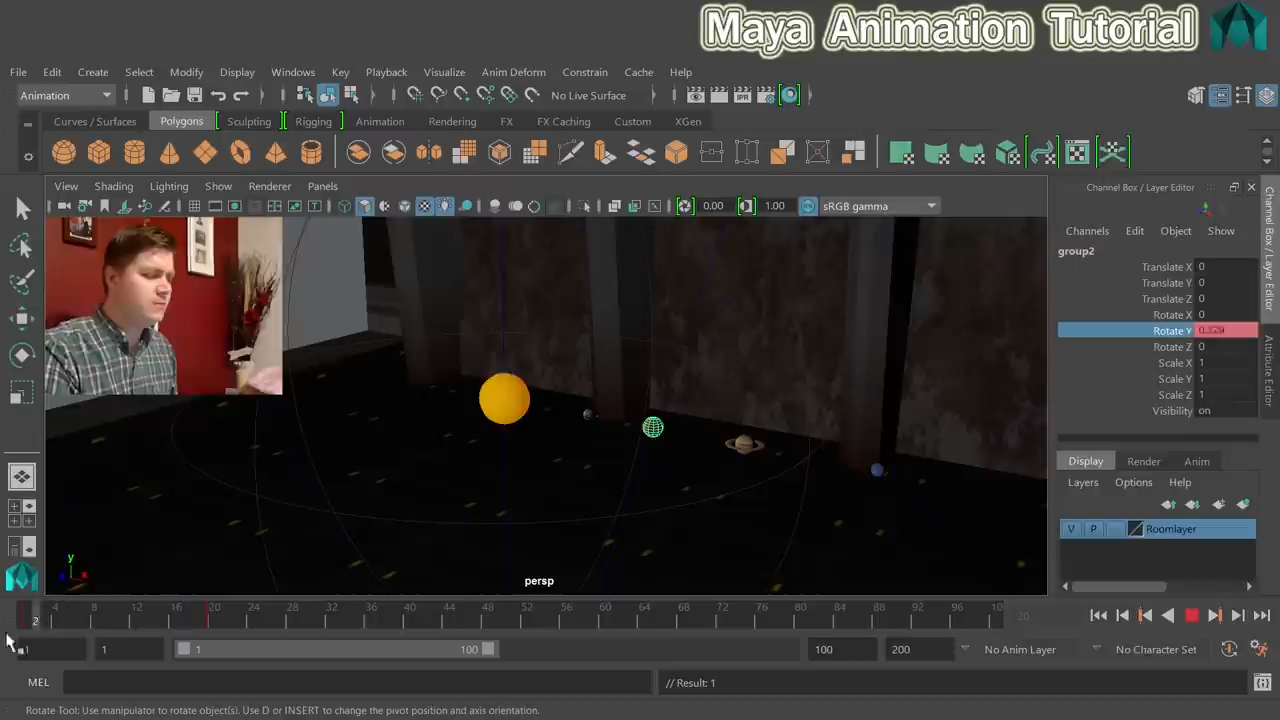 Maya Animation Tutorial
File Edit Create Select Modify Display Windows Key Playback Visualize Anim Deform Constrain Cache Help
Animation No Live Surface
Curves / Surfaces Polygons Sculpting Rigging Animation Rendering FX FX Caching Custom XGen
View Shading Lighting Show Renderer Panels
0.00 1.00 sRGB gamma
Channel Box / Layer Editor
Channels Edit Object Show
group2
Translate X 0
Translate Y 0
Translate Z 0
Rotate X 0
Rotate Y
Rotate Z 0
Scale X 1
Scale Y 1
Scale Z 1
Visibility on
Channel Box / Layer Editor
Attribute Editor
Display Render Anim
Layers Options Help
V P Roomlayer
y
x
persp
2 4 8 12 16 20 24 28 32 36 40 44 48 52 56 60 64 68 72 76 80 84 88 92 96 100 20
1 1 1 100 100 200 No Anim Layer No Character Set
MEL // Result: 1
Rotate Tool: Use manipulator to rotate object(s). Use D or INSERT to change the pivot position and axis orientation.